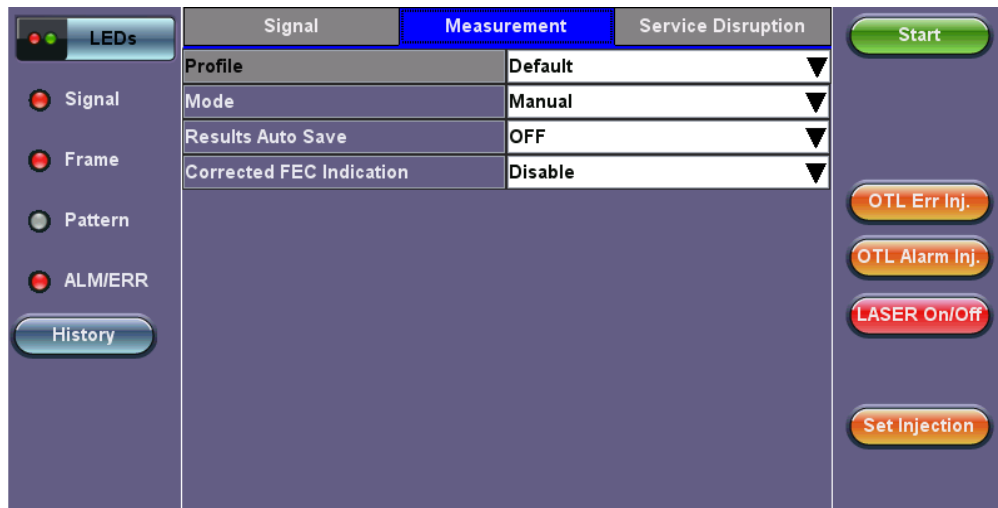 LEDs
Signal
Frame
Pattern
ALM/ERR
History
Signal Measurement Service Disruption
Profile Default
Mode Manual
Results Auto Save OFF
Corrected FEC Indication Disable
Start
OTL Err Inj.
OTL Alarm Inj.
LASER On/Off
Set Injection